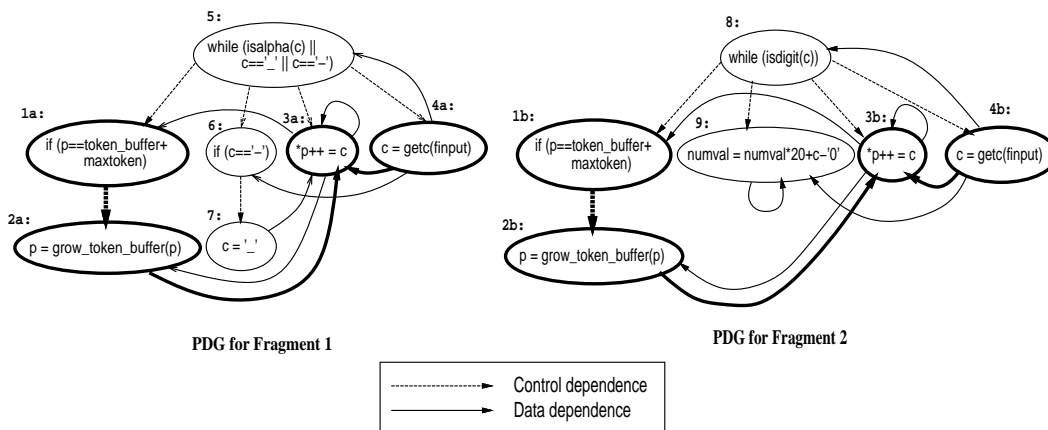 5:
while (isalpha(c) ||
c=='_' || c=='–')
1a:
if (p==token_buffer+
maxtoken)
6:
if (c=='–')
3a:
*p++ = c
4a:
c = getc(finput)
2a:
p = grow_token_buffer(p)
7:
c = '_'
PDG for Fragment 1
8:
while (isdigit(c))
1b:
if (p==token_buffer+
maxtoken)
9:
numval = numval*20+c–'0'
3b:
*p++ = c
4b:
c = getc(finput)
2b:
p = grow_token_buffer(p)
PDG for Fragment 2
Control dependence
Data dependence